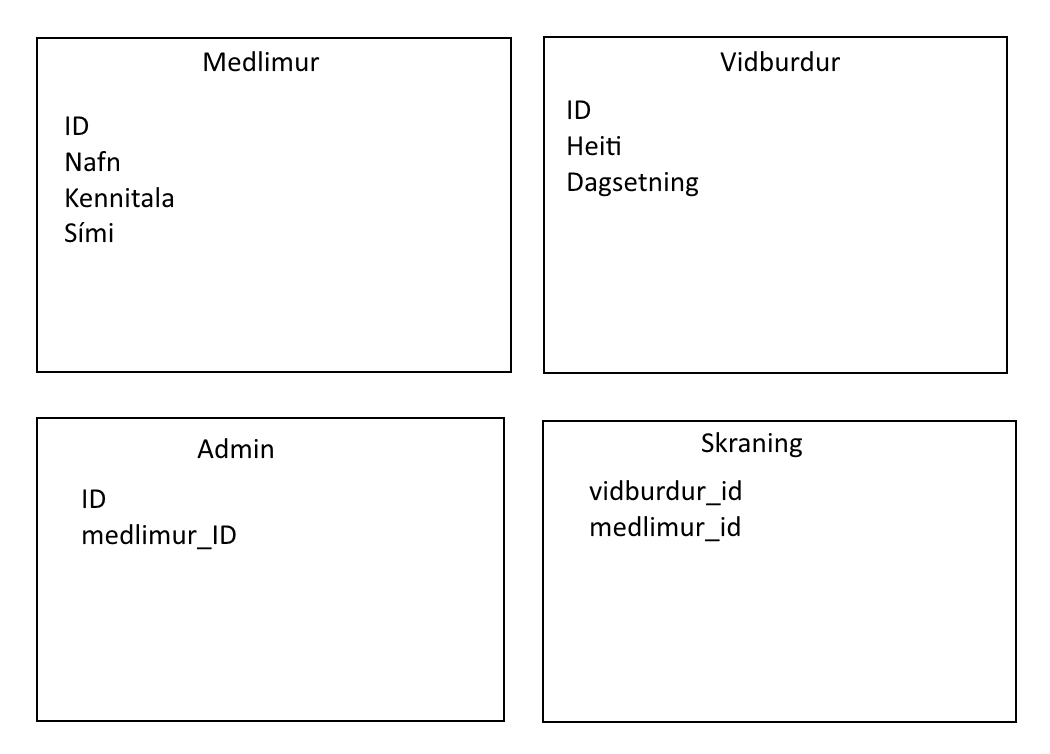 Medlimur
ID
Nafn
Kennitala
Sími
Vidburdur
ID
Heiti
Dagsetning
Admin
ID
medlimur_ID
Skraning
vidburdur_id
medlimur_id